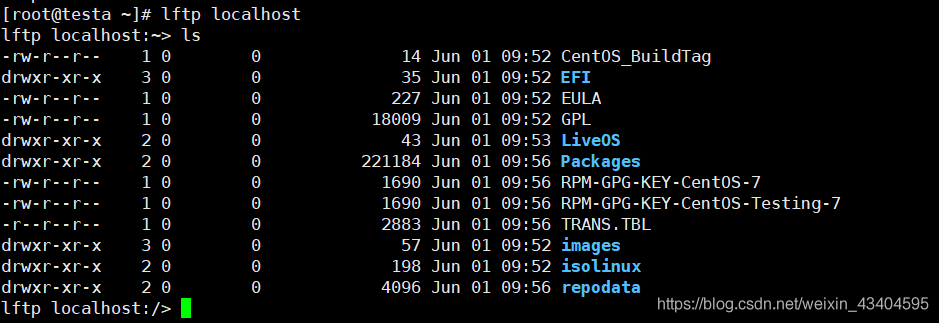 [root@testa ~]# lftp localhost
lftp localhost:~> ls
-rw-r--r--    1 0        0              14 Jun 01 09:52 CentOS_BuildTag
drwxr-xr-x    3 0        0              35 Jun 01 09:52 EFI
-rw-r--r--    1 0        0             227 Jun 01 09:52 EULA
-rw-r--r--    1 0        0           18009 Jun 01 09:52 GPL
drwxr-xr-x    2 0        0              43 Jun 01 09:53 LiveOS
drwxr-xr-x    2 0        0          221184 Jun 01 09:56 Packages
-rw-r--r--    1 0        0            1690 Jun 01 09:56 RPM-GPG-KEY-CentOS-7
-rw-r--r--    1 0        0            1690 Jun 01 09:56 RPM-GPG-KEY-CentOS-Testing-7
-r--r--r--    1 0        0            2883 Jun 01 09:56 TRANS.TBL
drwxr-xr-x    3 0        0              57 Jun 01 09:52 images
drwxr-xr-x    2 0        0             198 Jun 01 09:52 isolinux
drwxr-xr-x    2 0        0            4096 Jun 01 09:56 repodata
lftp localhost:/>
https://blog.csdn.net/weixin_43404595